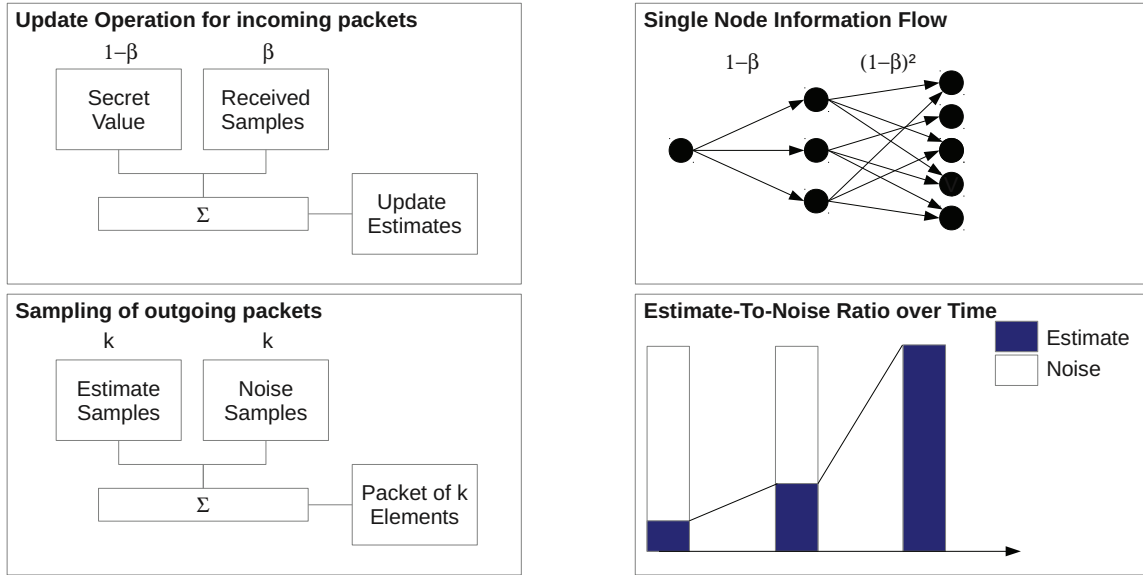 Update Operation for incoming packets
1−β
β
Secret
Value
Received
Samples
Σ
Update
Estimates
Single Node Information Flow
1−β
(1−β)²
Sampling of outgoing packets
k
k
Estimate
Samples
Noise
Samples
Σ
Packet of k
Elements
Estimate-To-Noise Ratio over Time
Estimate
Noise